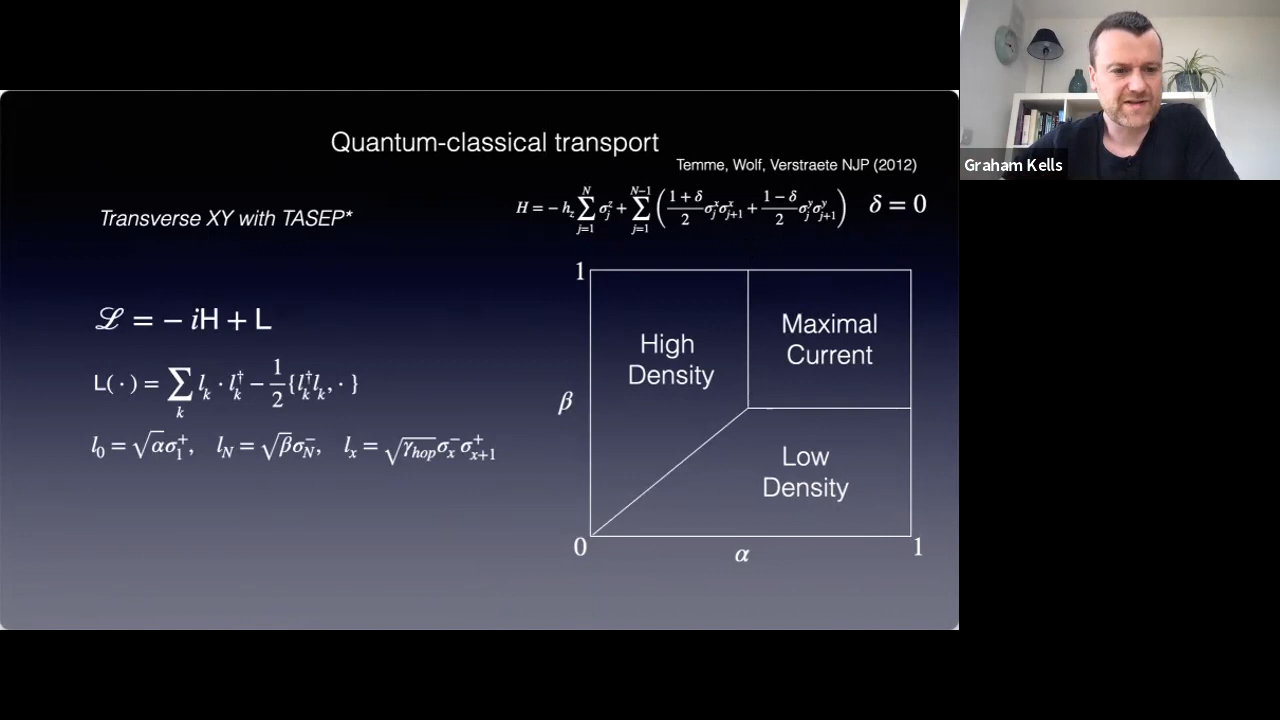 Quantum-classical transport
Temme, Wolf, Verstraete NJP (2012)
Transverse XY with TASEP*
H = − h_z ∑_{j=1}^{N} σ_j^z + ∑_{j=1}^{N−1} ( (1 + δ)/2 σ_j^x σ_{j+1}^x + (1 − δ)/2 σ_j^y σ_{j+1}^y ) δ = 0
ℒ = − iH + L
L( · ) = ∑_k l_k · l_k^† − 1/2 {l_k^† l_k, · }
l_0 = √α σ_1^+, l_N = √β σ_N^−, l_x = √γ_hop σ_x^− σ_{x+1}^+
1
High
Density
Maximal
Current
β
Low
Density
0
α
1
Graham Kells